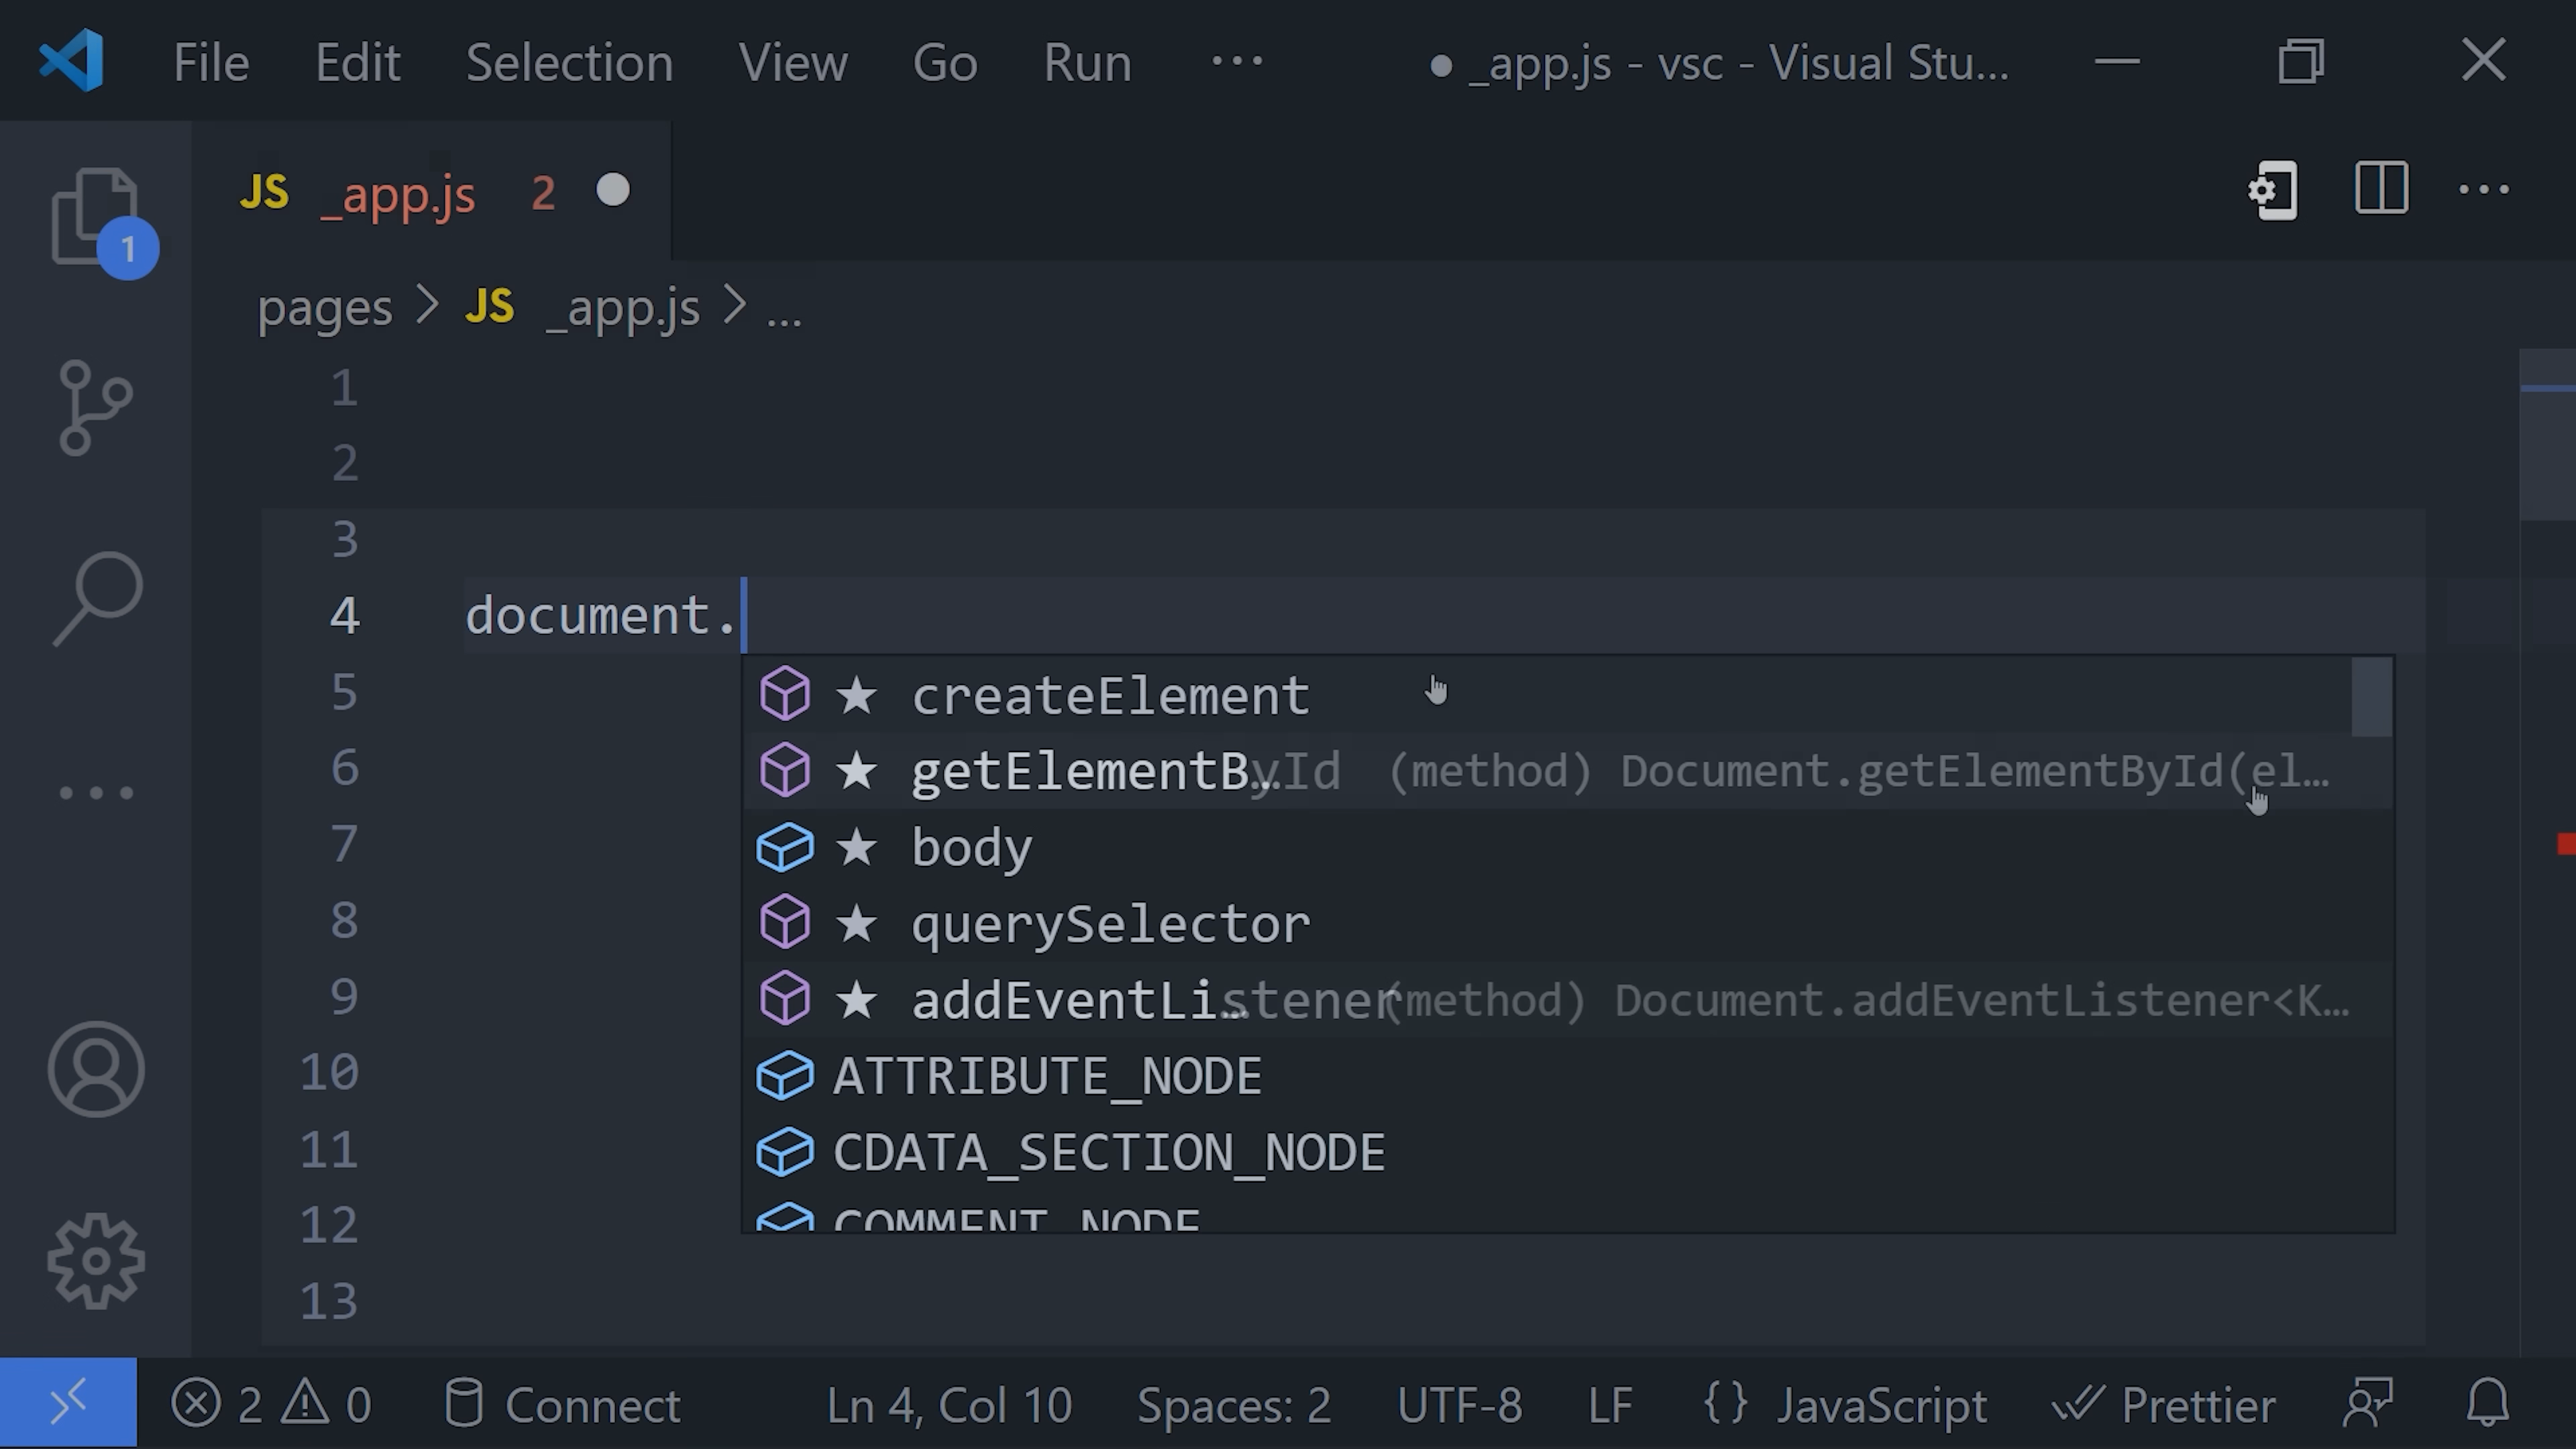 File Edit Selection View Go Run ··· ● _app.js - vsc - Visual Stu...
JS _app.js 2
1
pages > JS _app.js > ...
1
2
3
4 document.
5 ★ createElement
6 ★ getElementById (method) Document.getElementById(el…
7 ★ body
8 ★ querySelector
9 ★ addEventListener (method) Document.addEventListener<K…
10 ATTRIBUTE_NODE
11 CDATA_SECTION_NODE
12 COMMENT_NODE
13
2 0 Connect Ln 4, Col 10 Spaces: 2 UTF-8 LF {} JavaScript Prettier